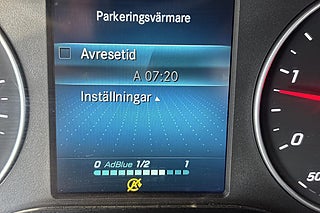 Parkeringsvärmare
Avresetid
A 07:20
Inställningar
0 AdBlue 1/2 1
1
0
50